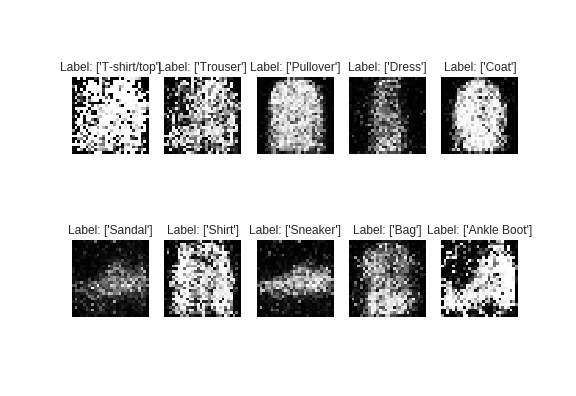 Label: ['T-shirt/top'] Label: ['Trouser'] Label: ['Pullover'] Label: ['Dress'] Label: ['Coat']
Label: ['Sandal'] Label: ['Shirt'] Label: ['Sneaker'] Label: ['Bag'] Label: ['Ankle Boot']